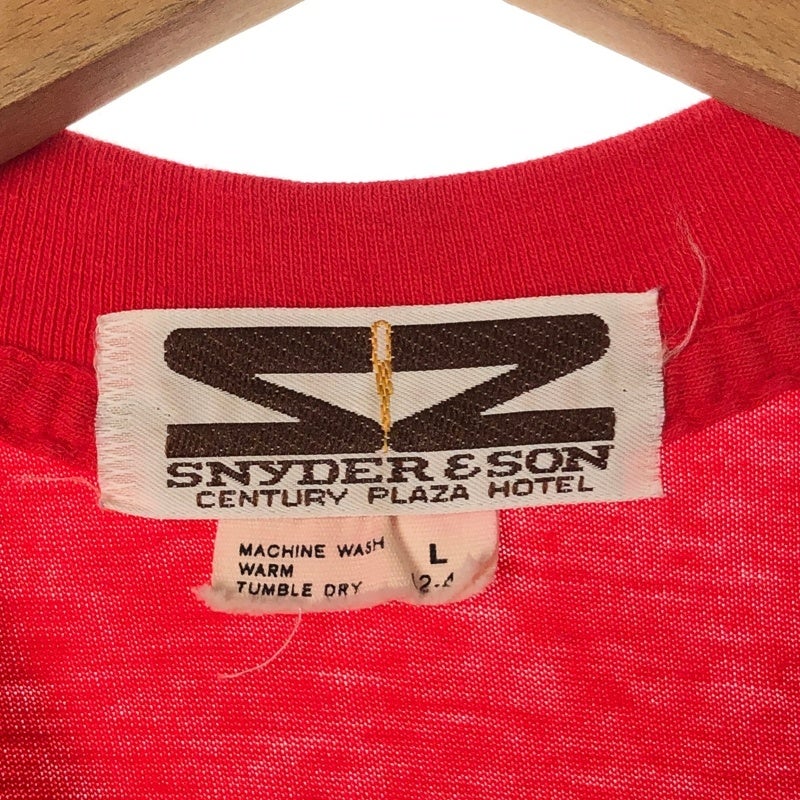 SNYDER & SON
CENTURY PLAZA HOTEL
MACHINE WASH L
WARM
TUMBLE DRY